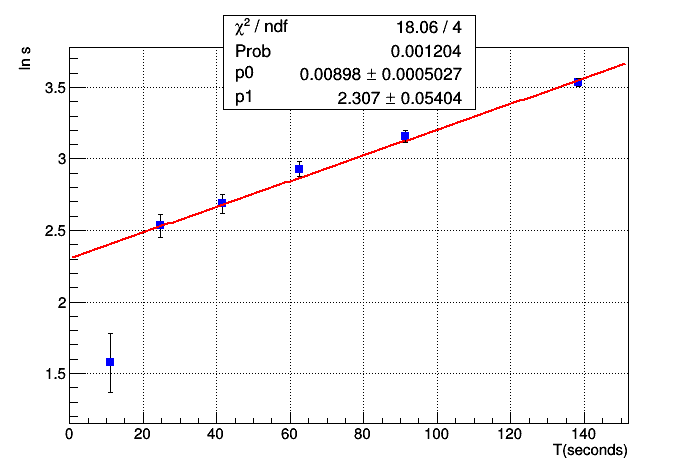 χ² / ndf 18.06 / 4
Prob 0.001204
p0 0.00898 ± 0.0005027
p1 2.307 ± 0.05404
ln s
3.5
3
2.5
2
1.5
0 20 40 60 80 100 120 140
T(seconds)